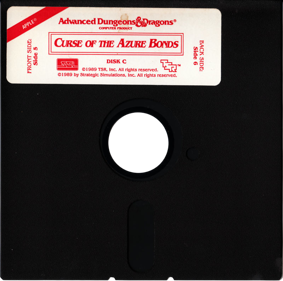 APPLE®
Advanced Dungeons&Dragons®
COMPUTER PRODUCT
CURSE OF THE AZURE BONDS
DISK C
©1989 TSR, Inc. All rights reserved.
©1989 by Strategic Simulations, Inc. All rights reserved.
FRONT SIDE:
Side 5
BACK SIDE:
Side 6